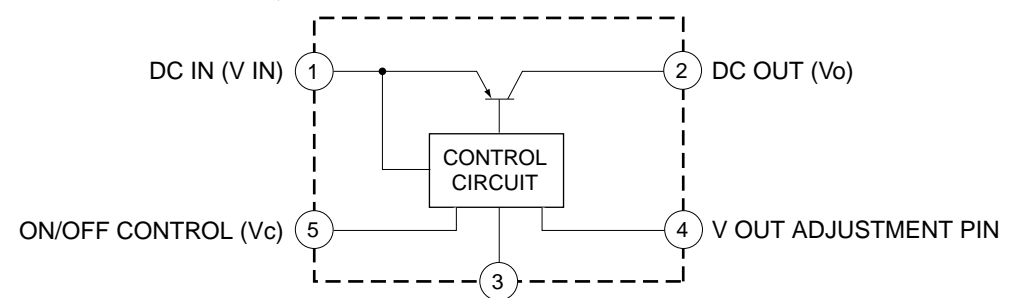 DC IN (V IN) 1
2 DC OUT (Vo)
CONTROL
CIRCUIT
ON/OFF CONTROL (Vc) 5
4 V OUT ADJUSTMENT PIN
3